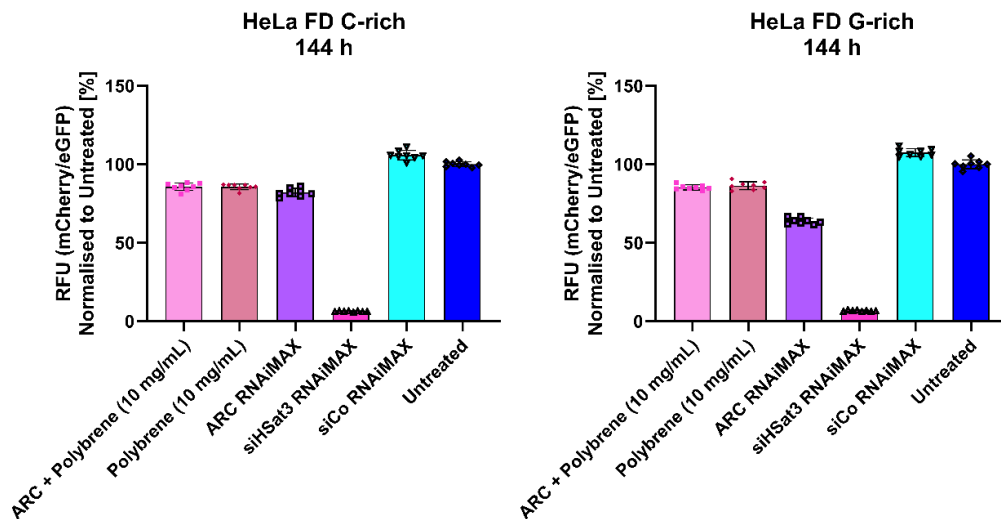 HeLa FD C-rich
144 h
RFU (mCherry/eGFP)
Normalised to Untreated [%]
150
100
50
0
ARC + Polybrene (10 mg/mL)
Polybrene (10 mg/mL)
ARC RNAiMAX
siHSat3 RNAiMAX
siCo RNAiMAX
Untreated
HeLa FD G-rich
144 h
RFU (mCherry/eGFP)
Normalised to Untreated [%]
150
100
50
0
ARC + Polybrene (10 mg/mL)
Polybrene (10 mg/mL)
ARC RNAiMAX
siHSat3 RNAiMAX
siCo RNAiMAX
Untreated